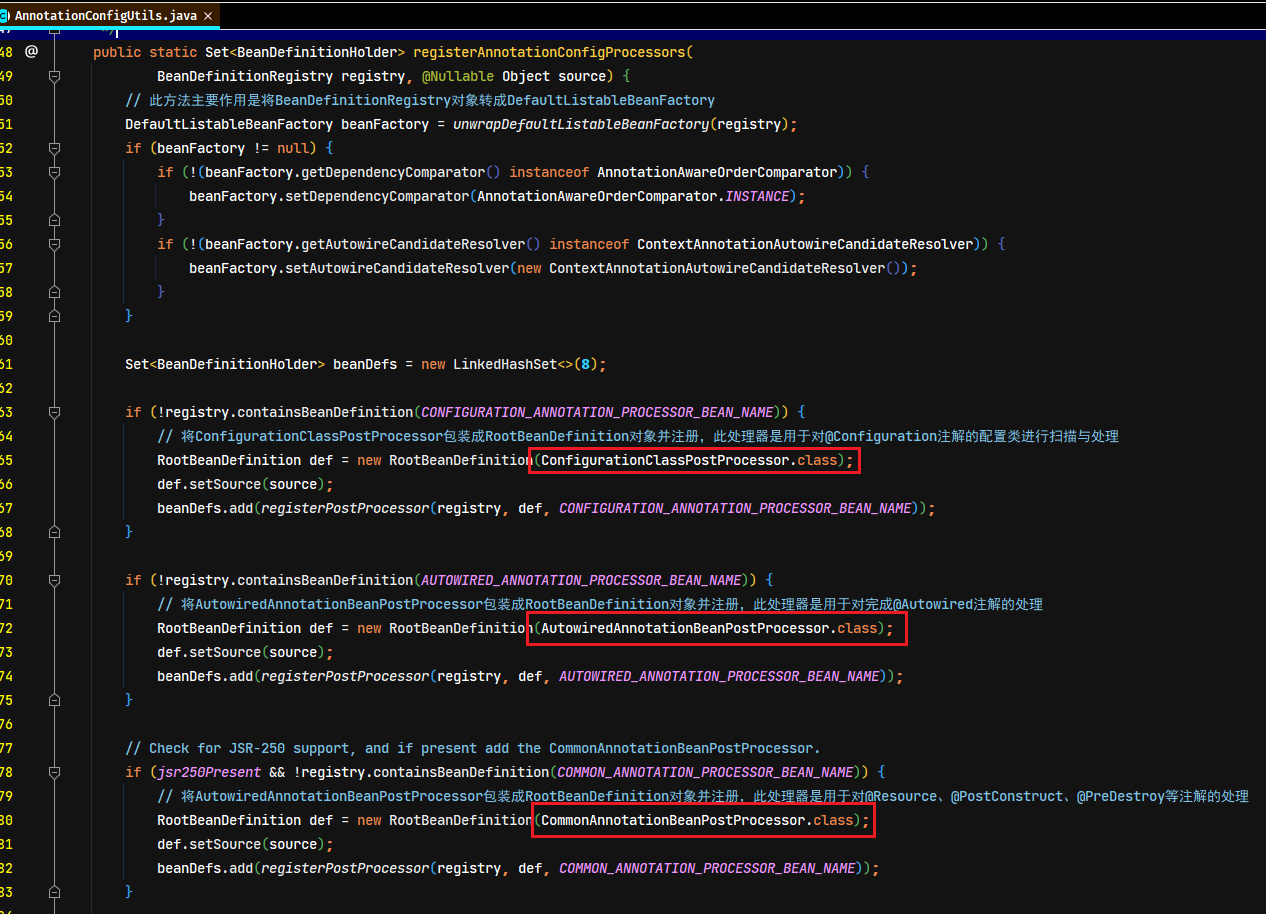 AnnotationConfigUtils.java ×
48 @ public static Set<BeanDefinitionHolder> registerAnnotationConfigProcessors(
49 BeanDefinitionRegistry registry, @Nullable Object source) {
50 // 此方法主要作用是将BeanDefinitionRegistry对象转成DefaultListableBeanFactory
51 DefaultListableBeanFactory beanFactory = unwrapDefaultListableBeanFactory(registry);
52 if (beanFactory != null) {
53 if (!(beanFactory.getDependencyComparator() instanceof AnnotationAwareOrderComparator)) {
54 beanFactory.setDependencyComparator(AnnotationAwareOrderComparator.INSTANCE);
55 }
56 if (!(beanFactory.getAutowireCandidateResolver() instanceof ContextAnnotationAutowireCandidateResolver)) {
57 beanFactory.setAutowireCandidateResolver(new ContextAnnotationAutowireCandidateResolver());
58 }
59 }
60
61 Set<BeanDefinitionHolder> beanDefs = new LinkedHashSet<>(8);
62
63 if (!registry.containsBeanDefinition(CONFIGURATION_ANNOTATION_PROCESSOR_BEAN_NAME)) {
64 // 将ConfigurationClassPostProcessor包装成RootBeanDefinition对象并注册，此处理器是用于对@Configuration注解的配置类进行扫描与处理
65 RootBeanDefinition def = new RootBeanDefinition(ConfigurationClassPostProcessor.class);
66 def.setSource(source);
67 beanDefs.add(registerPostProcessor(registry, def, CONFIGURATION_ANNOTATION_PROCESSOR_BEAN_NAME));
68 }
69
70 if (!registry.containsBeanDefinition(AUTOWIRED_ANNOTATION_PROCESSOR_BEAN_NAME)) {
71 // 将AutowiredAnnotationBeanPostProcessor包装成RootBeanDefinition对象并注册，此处理器是用于对完成@Autowired注解的处理
72 RootBeanDefinition def = new RootBeanDefinition(AutowiredAnnotationBeanPostProcessor.class);
73 def.setSource(source);
74 beanDefs.add(registerPostProcessor(registry, def, AUTOWIRED_ANNOTATION_PROCESSOR_BEAN_NAME));
75 }
76
77 // Check for JSR-250 support, and if present add the CommonAnnotationBeanPostProcessor.
78 if (jsr250Present && !registry.containsBeanDefinition(COMMON_ANNOTATION_PROCESSOR_BEAN_NAME)) {
79 // 将AutowiredAnnotationBeanPostProcessor包装成RootBeanDefinition对象并注册，此处理器是用于对@Resource、@PostConstruct、@PreDestroy等注解的处理
80 RootBeanDefinition def = new RootBeanDefinition(CommonAnnotationBeanPostProcessor.class);
81 def.setSource(source);
82 beanDefs.add(registerPostProcessor(registry, def, COMMON_ANNOTATION_PROCESSOR_BEAN_NAME));
83 }